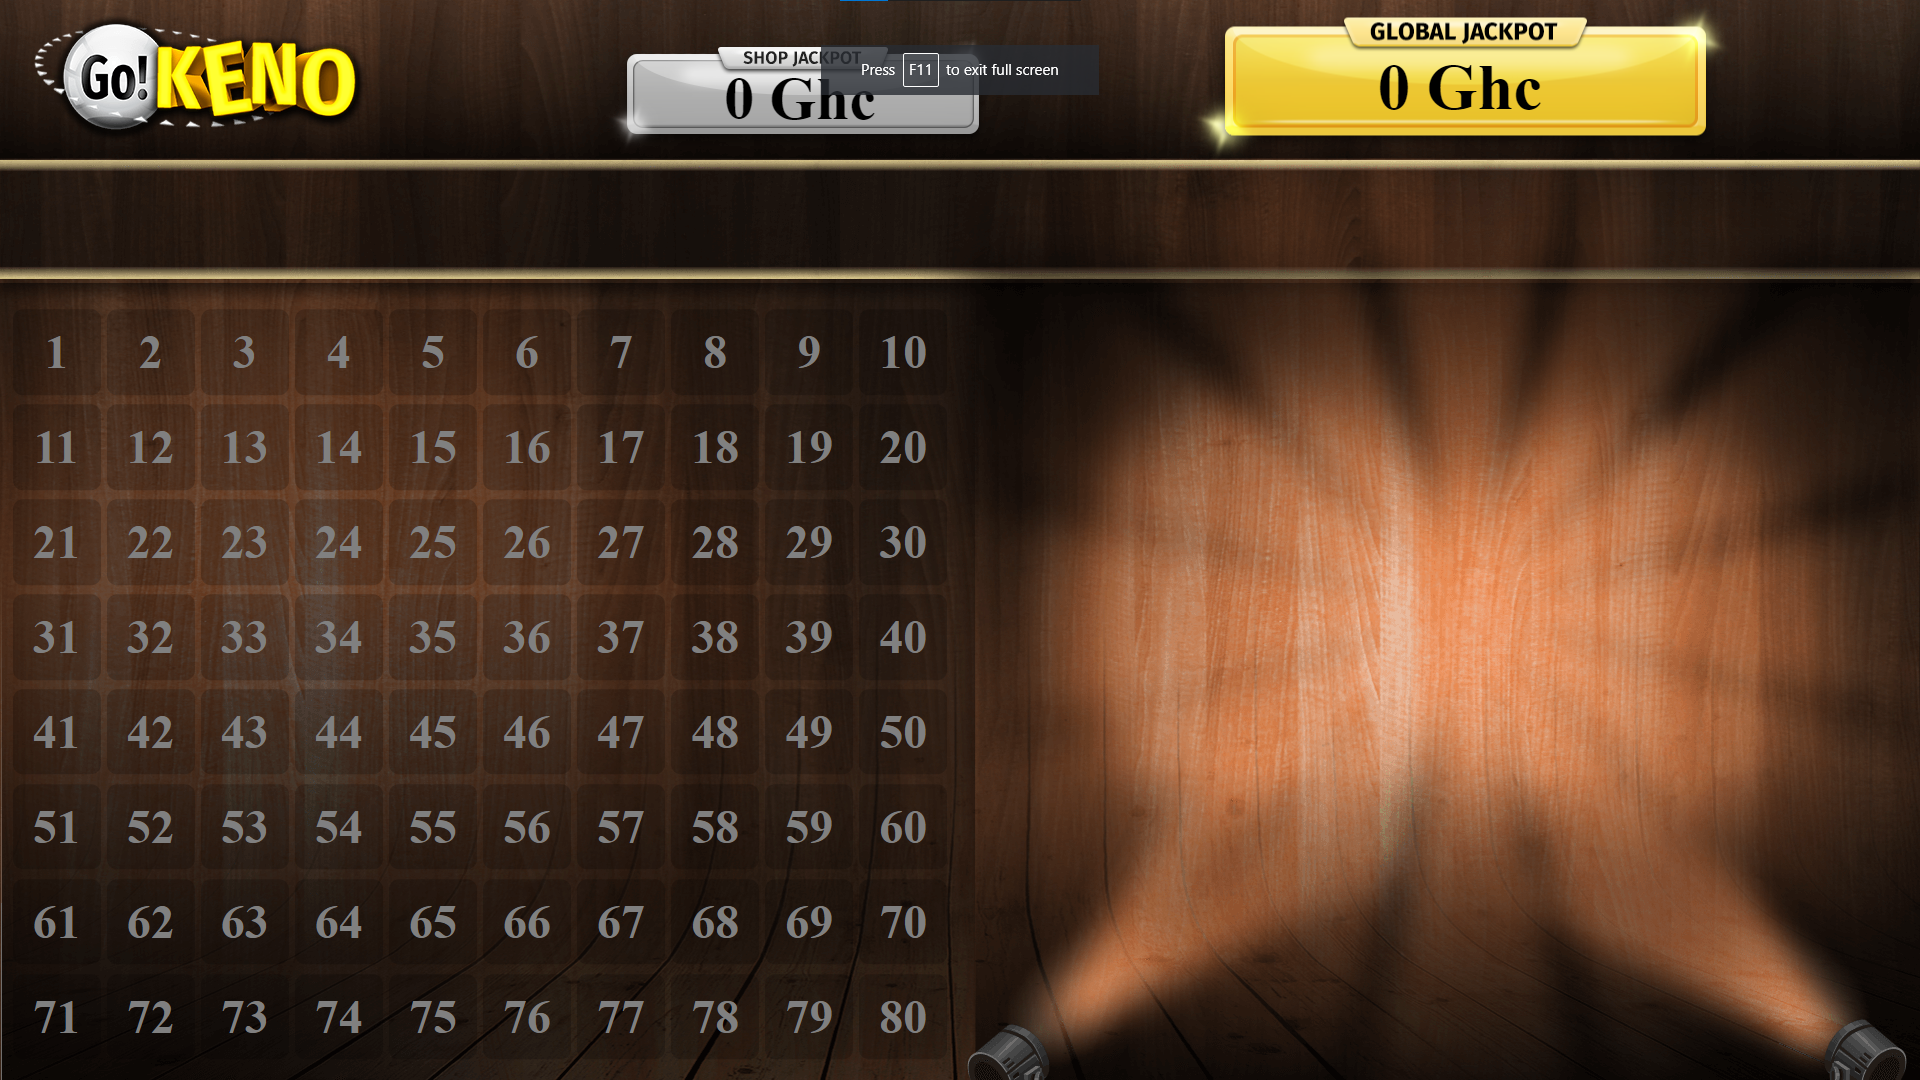 Go! KENO
SHOP JACKPOT
0 Ghc
Press F11 to exit full screen
GLOBAL JACKPOT
0 Ghc
1 2 3 4 5 6 7 8 9 10
11 12 13 14 15 16 17 18 19 20
21 22 23 24 25 26 27 28 29 30
31 32 33 34 35 36 37 38 39 40
41 42 43 44 45 46 47 48 49 50
51 52 53 54 55 56 57 58 59 60
61 62 63 64 65 66 67 68 69 70
71 72 73 74 75 76 77 78 79 80